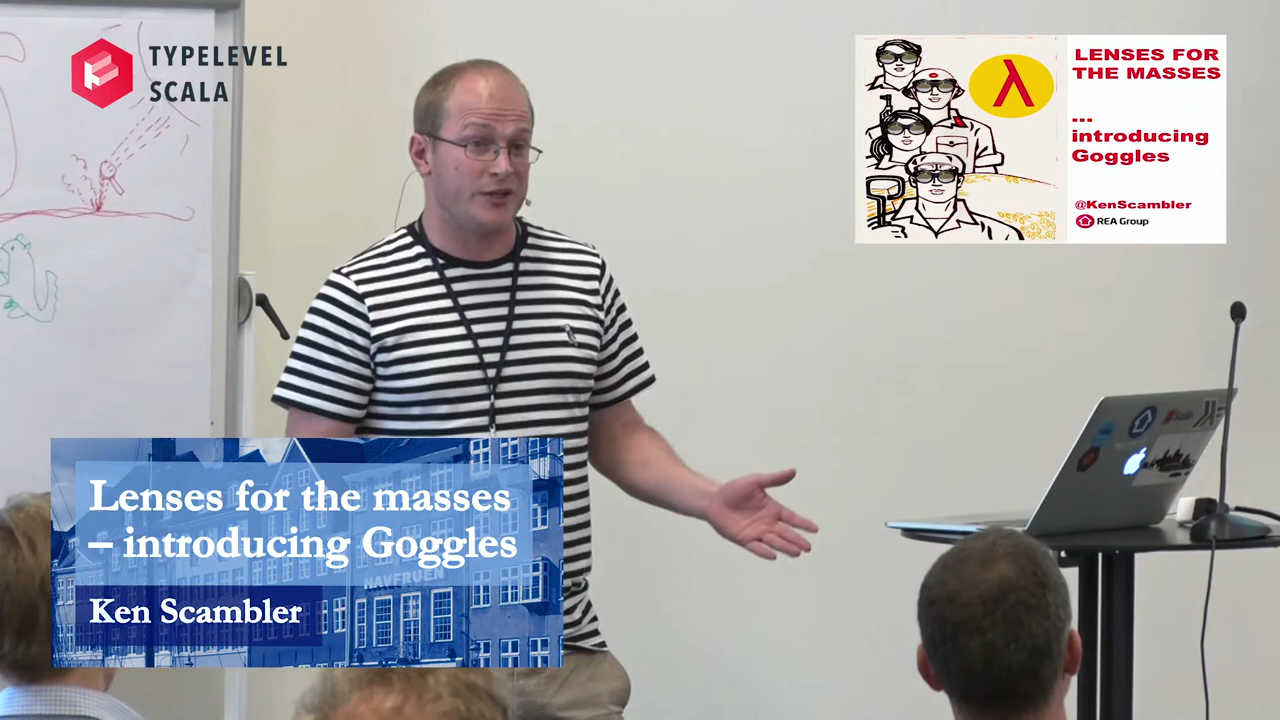 TYPELEVEL
SCALA
LENSES FOR
THE MASSES
...
introducing
Goggles
@KenScambler
REA Group
λ
Lenses for the masses
– introducing Goggles
HAVFRUEN
Ken Scambler